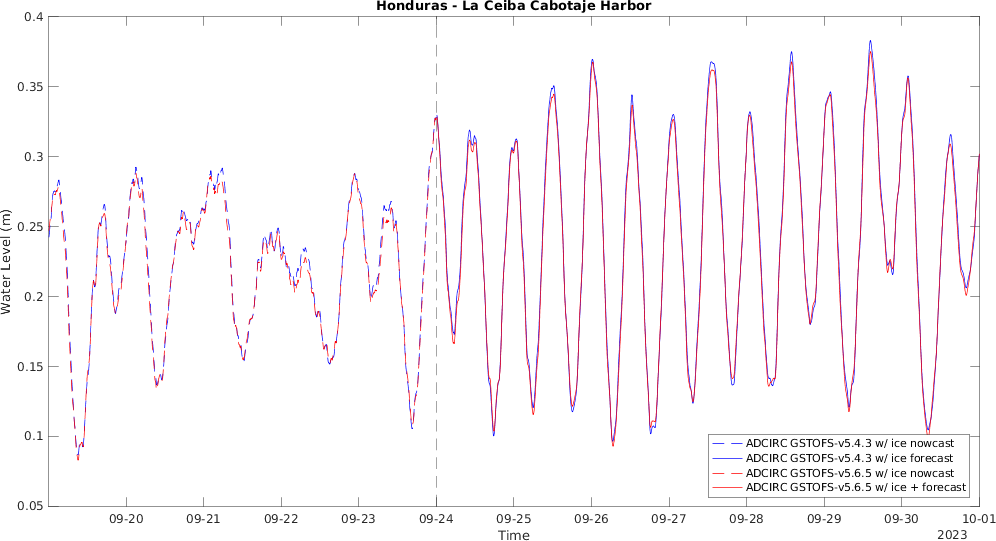 Honduras - La Ceiba Cabotaje Harbor
0.4
0.35
0.3
0.25
0.2
0.15
0.1
0.05
Water Level (m)
ADCIRC GSTOFS-v5.4.3 w/ ice nowcast
ADCIRC GSTOFS-v5.4.3 w/ ice forecast
ADCIRC GSTOFS-v5.6.5 w/ ice nowcast
ADCIRC GSTOFS-v5.6.5 w/ ice + forecast
09-20 09-21 09-22 09-23 09-24 09-25 09-26 09-27 09-28 09-29 09-30 10-01
Time
2023